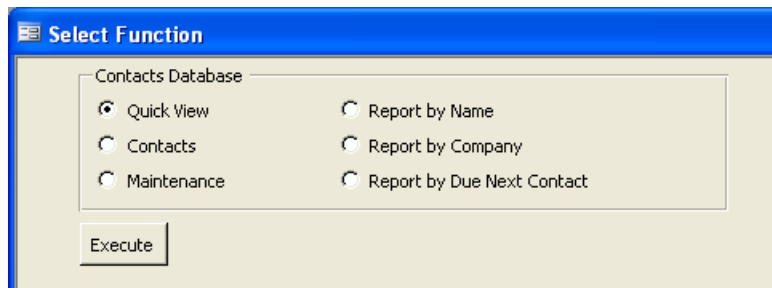 Select Function
Contacts Database
Quick View
Report by Name
Contacts
Report by Company
Maintenance
Report by Due Next Contact
Execute